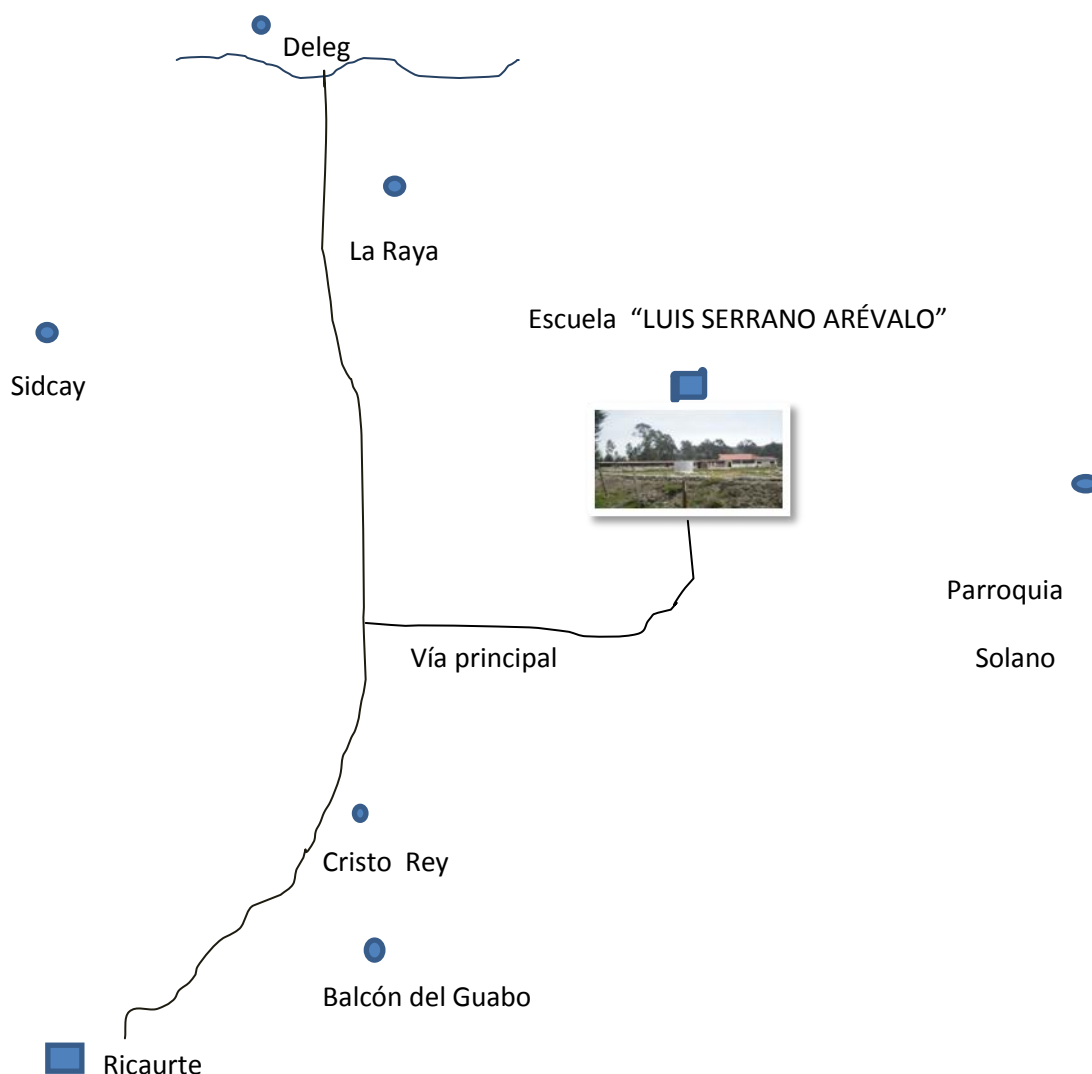 Deleg
La Raya
Escuela “LUIS SERRANO ARÉVALO”
Sidcay
Parroquia
Vía principal
Solano
Cristo Rey
Balcón del Guabo
Ricaurte